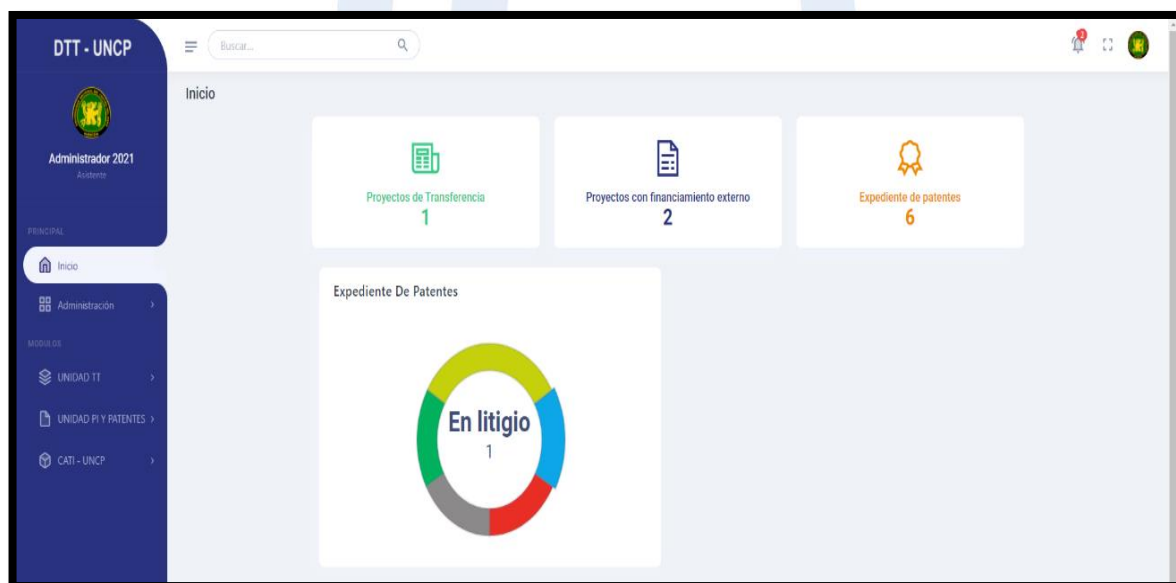 DTT - UNCP
Buscar...
Administrador 2021
Asistente
PRINCIPAL
Inicio
Administración
MODULOS
UNIDAD TT
UNIDAD PI Y PATENTES
CATI - UNCP
Inicio
Proyectos de Transferencia
1
Proyectos con financiamiento externo
2
Expediente de patentes
6
Expediente De Patentes
En litigio
1